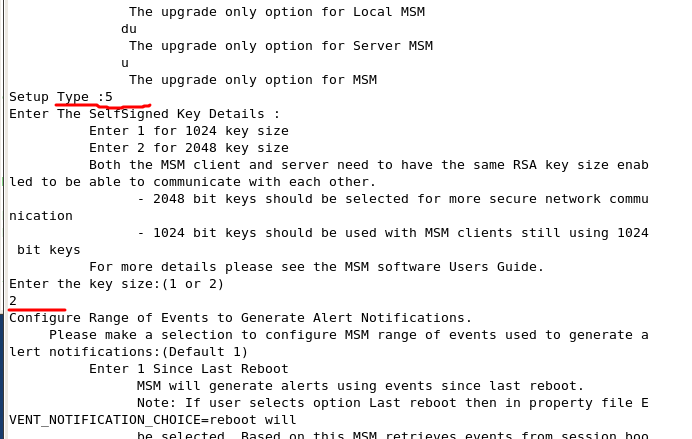 The upgrade only option for Local MSM
du
The upgrade only option for Server MSM
u
The upgrade only option for MSM
Setup Type :5
Enter The SelfSigned Key Details :
Enter 1 for 1024 key size
Enter 2 for 2048 key size
Both the MSM client and server need to have the same RSA key size enab
led to be able to communicate with each other.
- 2048 bit keys should be selected for more secure network commu
nication
- 1024 bit keys should be used with MSM clients still using 1024
bit keys
For more details please see the MSM software Users Guide.
Enter the key size:(1 or 2)
2
Configure Range of Events to Generate Alert Notifications.
Please make a selection to configure MSM range of events used to generate a
lert notifications:(Default 1)
Enter 1 Since Last Reboot
MSM will generate alerts using events since last reboot.
Note: If user selects option Last reboot then in property file E
VENT_NOTIFICATION_CHOICE=reboot will
be selected. Based on this MSM retrieves events from session boo